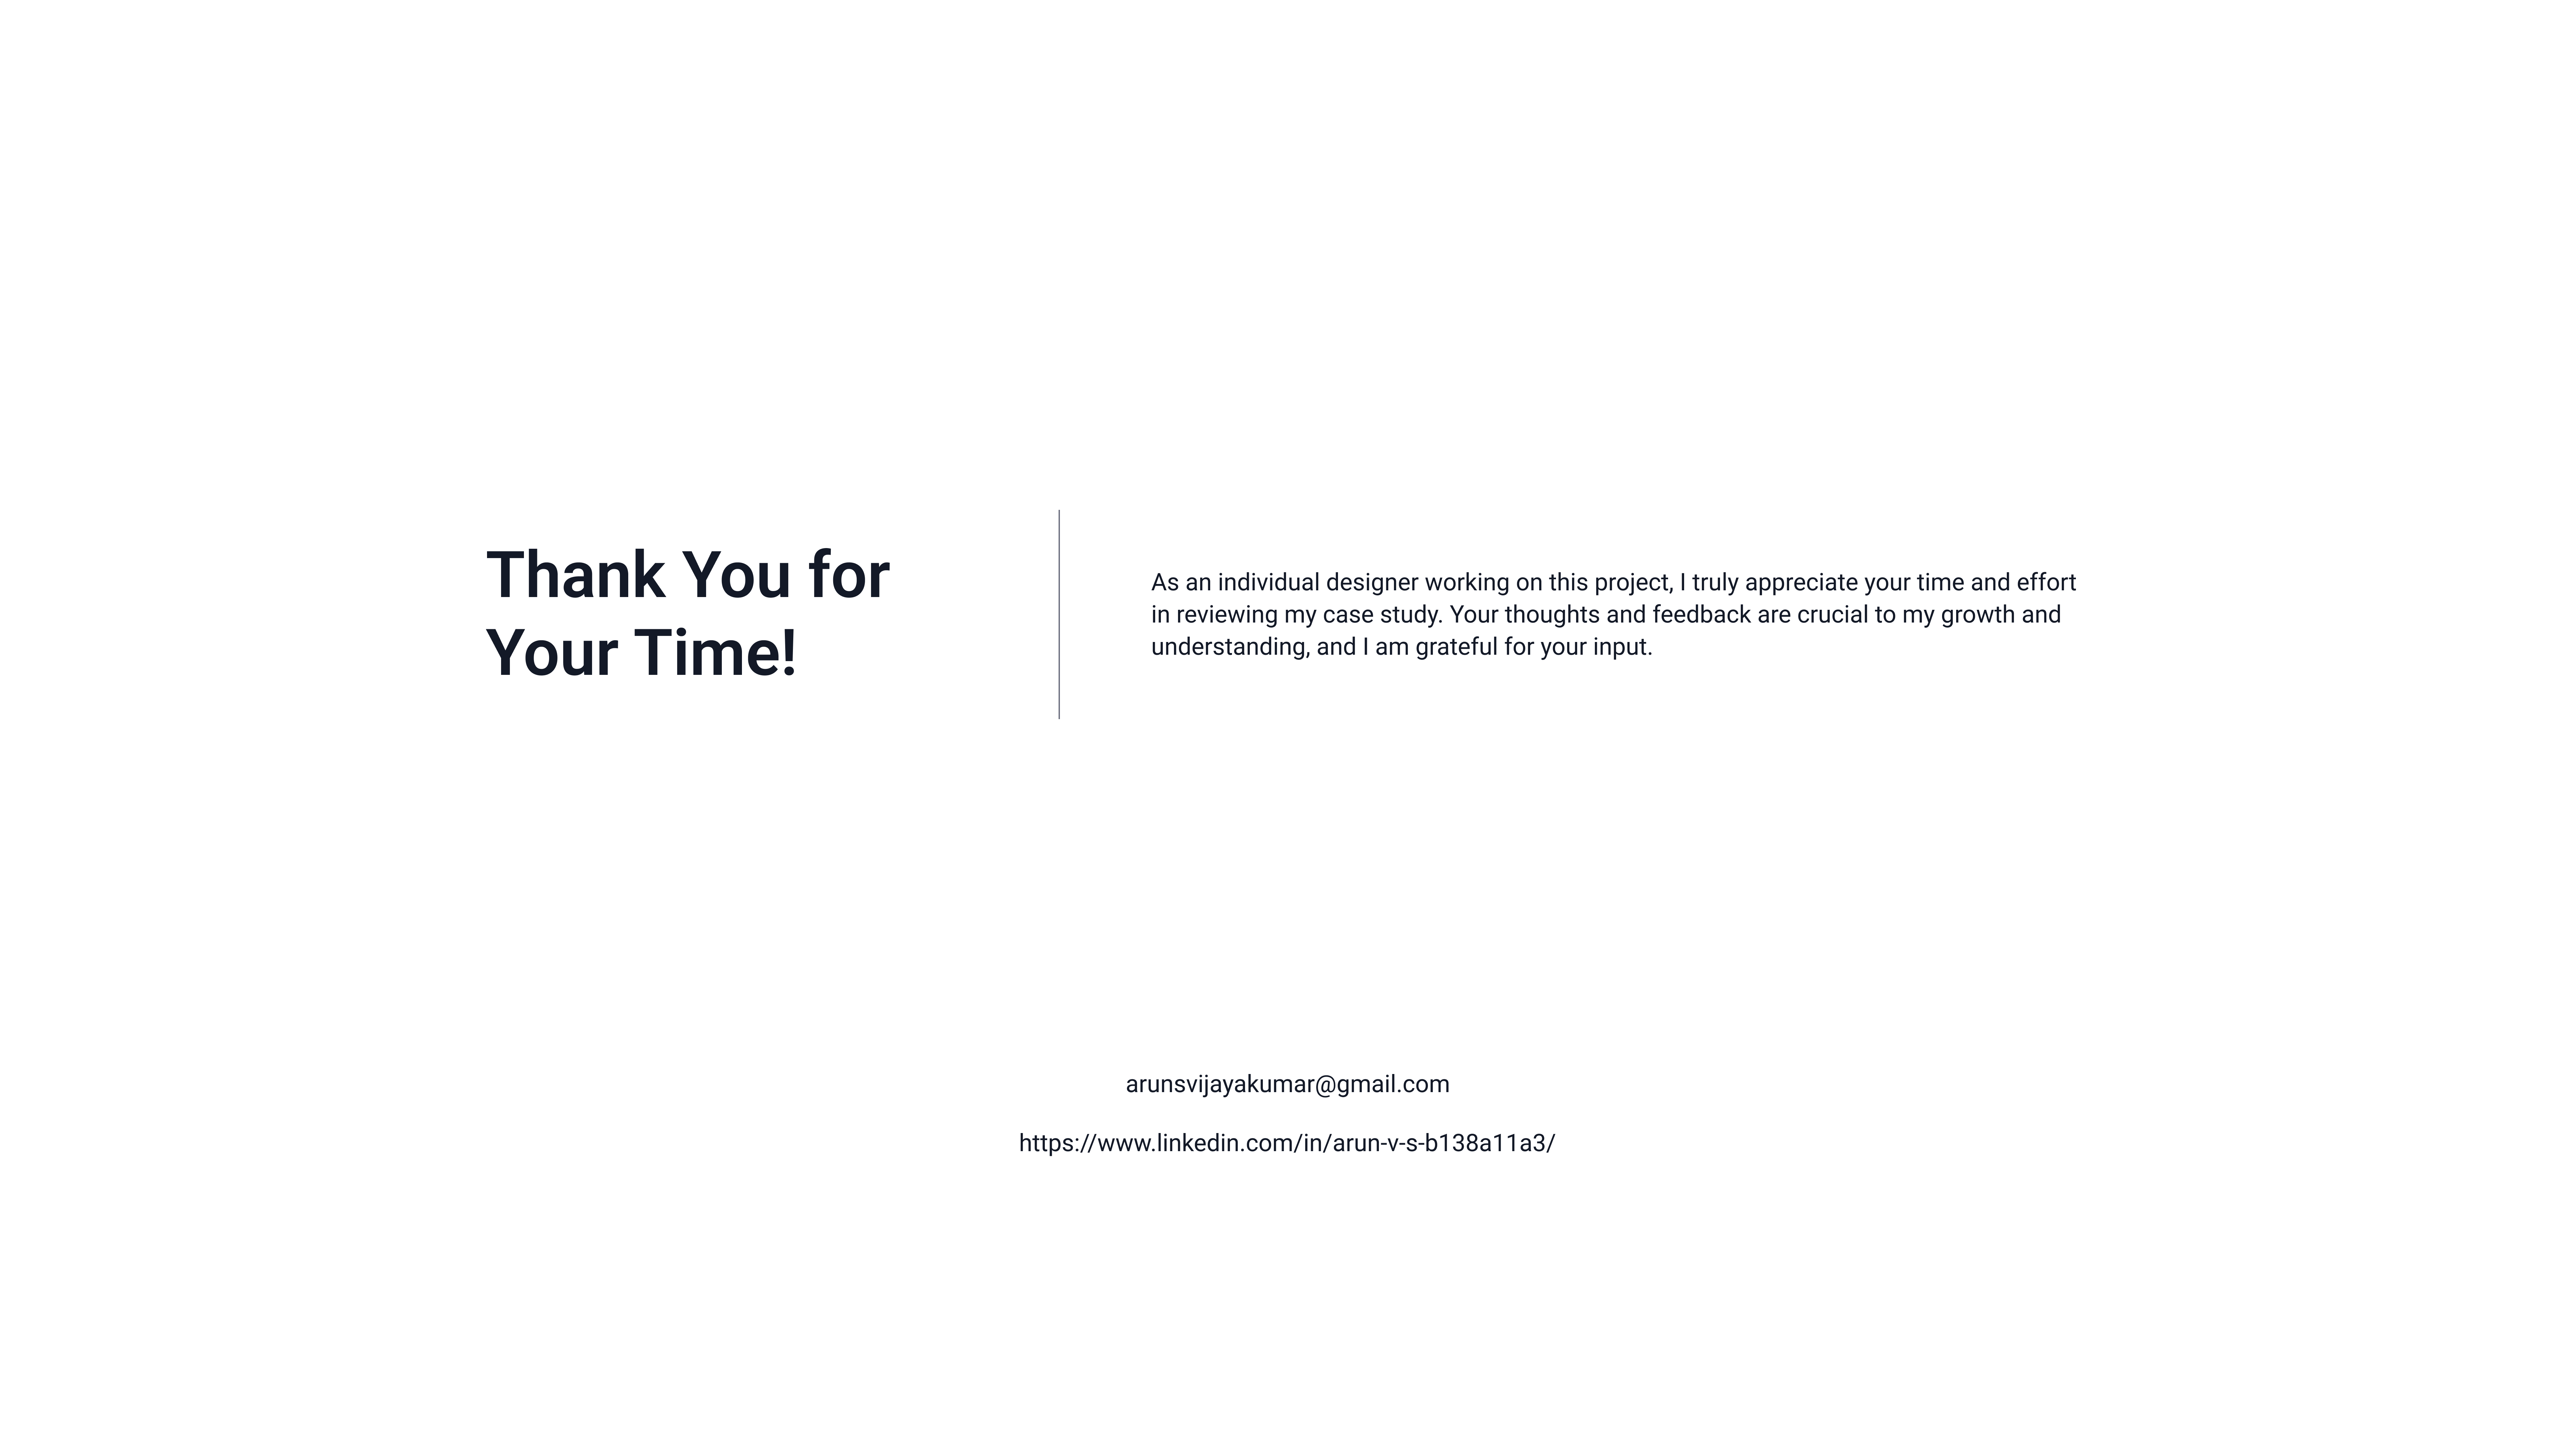 Thank You for
Your Time!
As an individual designer working on this project, I truly appreciate your time and effort
in reviewing my case study. Your thoughts and feedback are crucial to my growth and
understanding, and I am grateful for your input.
arunsvijayakumar@gmail.com
https://www.linkedin.com/in/arun-v-s-b138a11a3/